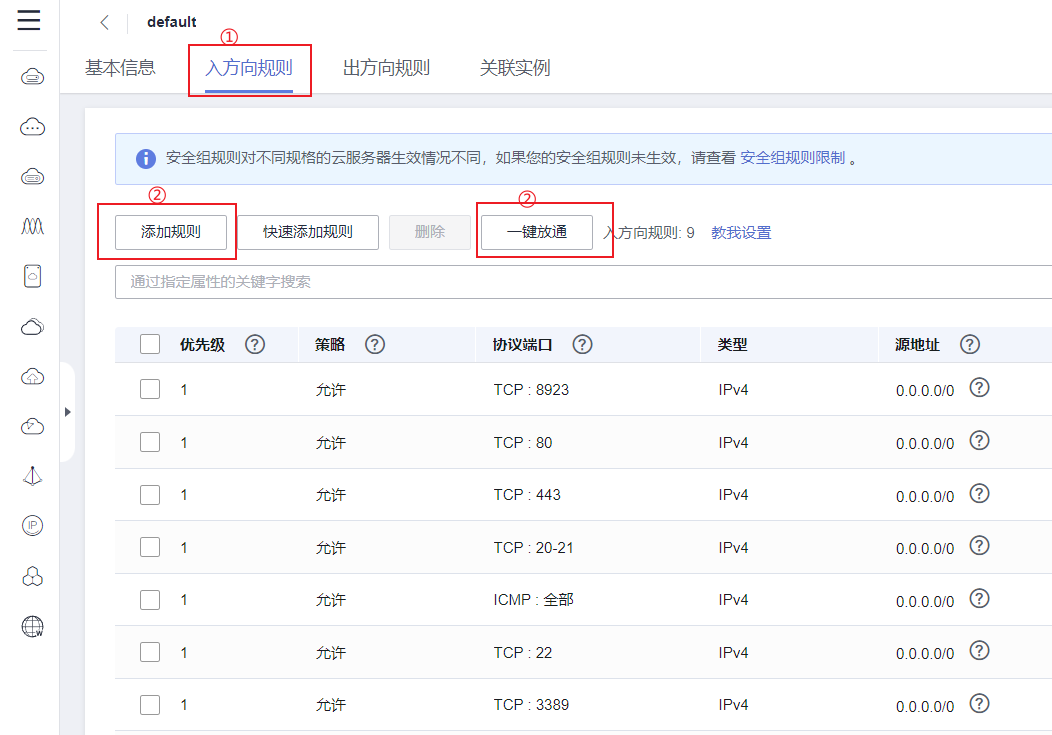 default
①
基本信息 入方向规则 出方向规则 关联实例
安全组规则对不同规格的云服务器生效情况不同，如果您的安全组规则未生效，请查看 安全组规则限制 。
② ②
添加规则 快速添加规则 删除 一键放通 入方向规则: 9 教我设置
通过指定属性的关键字搜索
优先级 ? 策略 ? 协议端口 ? 类型 源地址 ?
1 允许 TCP : 8923 IPv4 0.0.0.0/0 ?
1 允许 TCP : 80 IPv4 0.0.0.0/0 ?
1 允许 TCP : 443 IPv4 0.0.0.0/0 ?
1 允许 TCP : 20-21 IPv4 0.0.0.0/0 ?
IP 1 允许 ICMP : 全部 IPv4 0.0.0.0/0 ?
1 允许 TCP : 22 IPv4 0.0.0.0/0 ?
W
1 允许 TCP : 3389 IPv4 0.0.0.0/0 ?